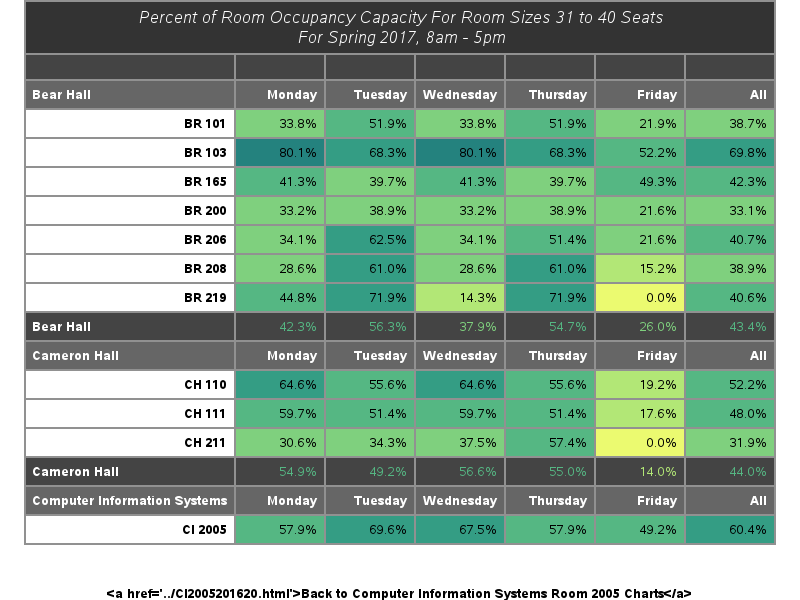 Percent of Room Occupancy Capacity For Room Sizes 31 to 40 Seats
For Spring 2017, 8am - 5pm
Bear Hall Monday Tuesday Wednesday Thursday Friday All
BR 101 33.8% 51.9% 33.8% 51.9% 21.9% 38.7%
BR 103 80.1% 68.3% 80.1% 68.3% 52.2% 69.8%
BR 165 41.3% 39.7% 41.3% 39.7% 49.3% 42.3%
BR 200 33.2% 38.9% 33.2% 38.9% 21.6% 33.1%
BR 206 34.1% 62.5% 34.1% 51.4% 21.6% 40.7%
BR 208 28.6% 61.0% 28.6% 61.0% 15.2% 38.9%
BR 219 44.8% 71.9% 14.3% 71.9% 0.0% 40.6%
Bear Hall 42.3% 56.3% 37.9% 54.7% 26.0% 43.4%
Cameron Hall Monday Tuesday Wednesday Thursday Friday All
CH 110 64.6% 55.6% 64.6% 55.6% 19.2% 52.2%
CH 111 59.7% 51.4% 59.7% 51.4% 17.6% 48.0%
CH 211 30.6% 34.3% 37.5% 57.4% 0.0% 31.9%
Cameron Hall 54.9% 49.2% 56.6% 55.0% 14.0% 44.0%
Computer Information Systems Monday Tuesday Wednesday Thursday Friday All
CI 2005 57.9% 69.6% 67.5% 57.9% 49.2% 60.4%
<a href='../CI2005201620.html'>Back to Computer Information Systems Room 2005 Charts</a>